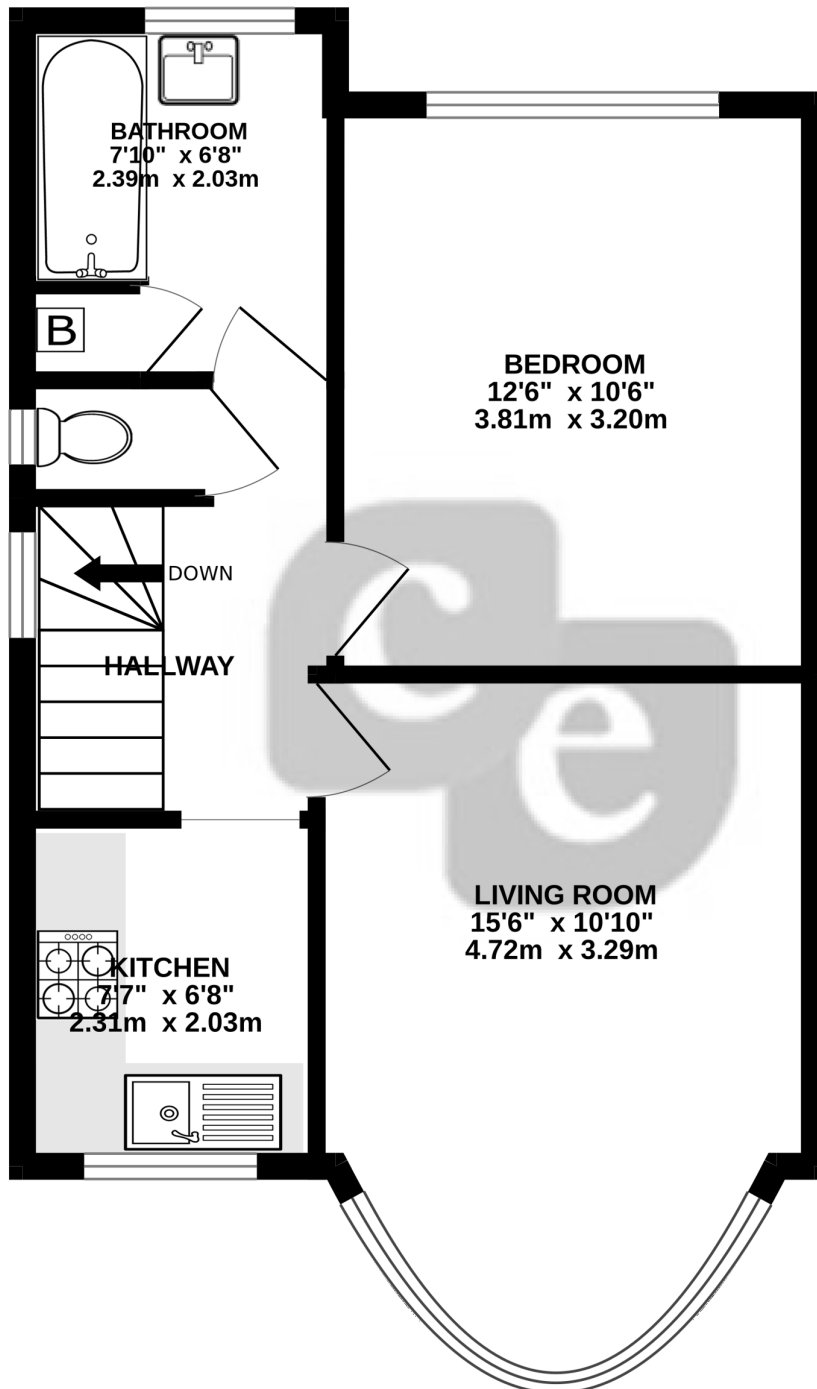 BATHROOM
7'10" x 6'8"
2.39m x 2.03m
B
BEDROOM
12'6" x 10'6"
3.81m x 3.20m
DOWN
HALLWAY
ce
LIVING ROOM
15'6" x 10'10"
4.72m x 3.29m
KITCHEN
7'7" x 6'8"
2.31m x 2.03m